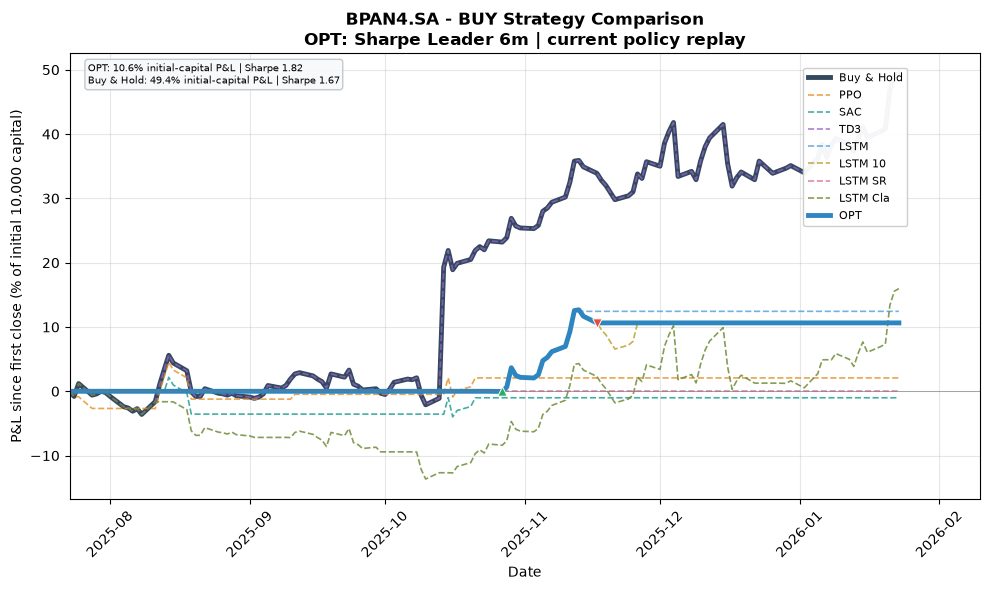 BPAN4.SA - BUY Strategy Comparison
OPT: Sharpe Leader 6m | current policy replay
OPT: 10.6% initial-capital P&L | Sharpe 1.82
Buy & Hold: 49.4% initial-capital P&L | Sharpe 1.67
Buy & Hold
PPO
SAC
TD3
LSTM
LSTM 10
LSTM SR
LSTM Cla
OPT
P&L since first close (% of initial 10,000 capital)
50
40
30
20
10
0
−10
2025-08
2025-09
2025-10
2025-11
2025-12
2026-01
2026-02
Date